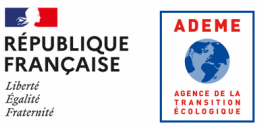 RÉPUBLIQUE
FRANÇAISE
Liberté
Égalité
Fraternité
ADEME
AGENCE DE LA
TRANSITION
ÉCOLOGIQUE